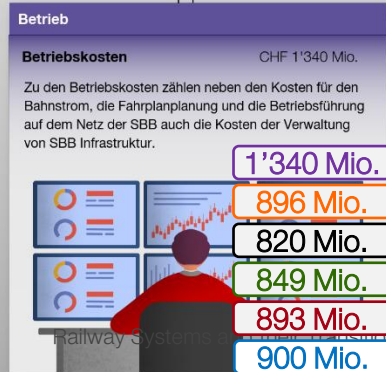 Betrieb
Betriebskosten CHF 1'340 Mio.
Zu den Betriebskosten zählen neben den Kosten für den
Bahnstrom, die Fahrplanplanung und die Betriebsführung
auf dem Netz der SBB auch die Kosten der Verwaltung
von SBB Infrastruktur.
1’340 Mio.
896 Mio.
820 Mio.
849 Mio.
893 Mio.
Railway Systems
900 Mio.